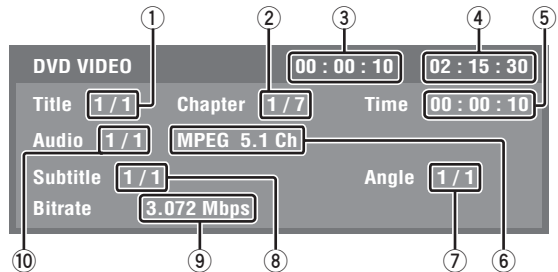 ① ② ③ ④ ⑤
DVD VIDEO 00 : 00 : 10 02 : 15 : 30
Title 1 / 1 Chapter 1 / 7 Time 00 : 00 : 10
Audio 1 / 1 MPEG 5.1 Ch
Subtitle 1 / 1 Angle 1 / 1
Bitrate 3.072 Mbps
⑩ ⑨ ⑧ ⑦ ⑥